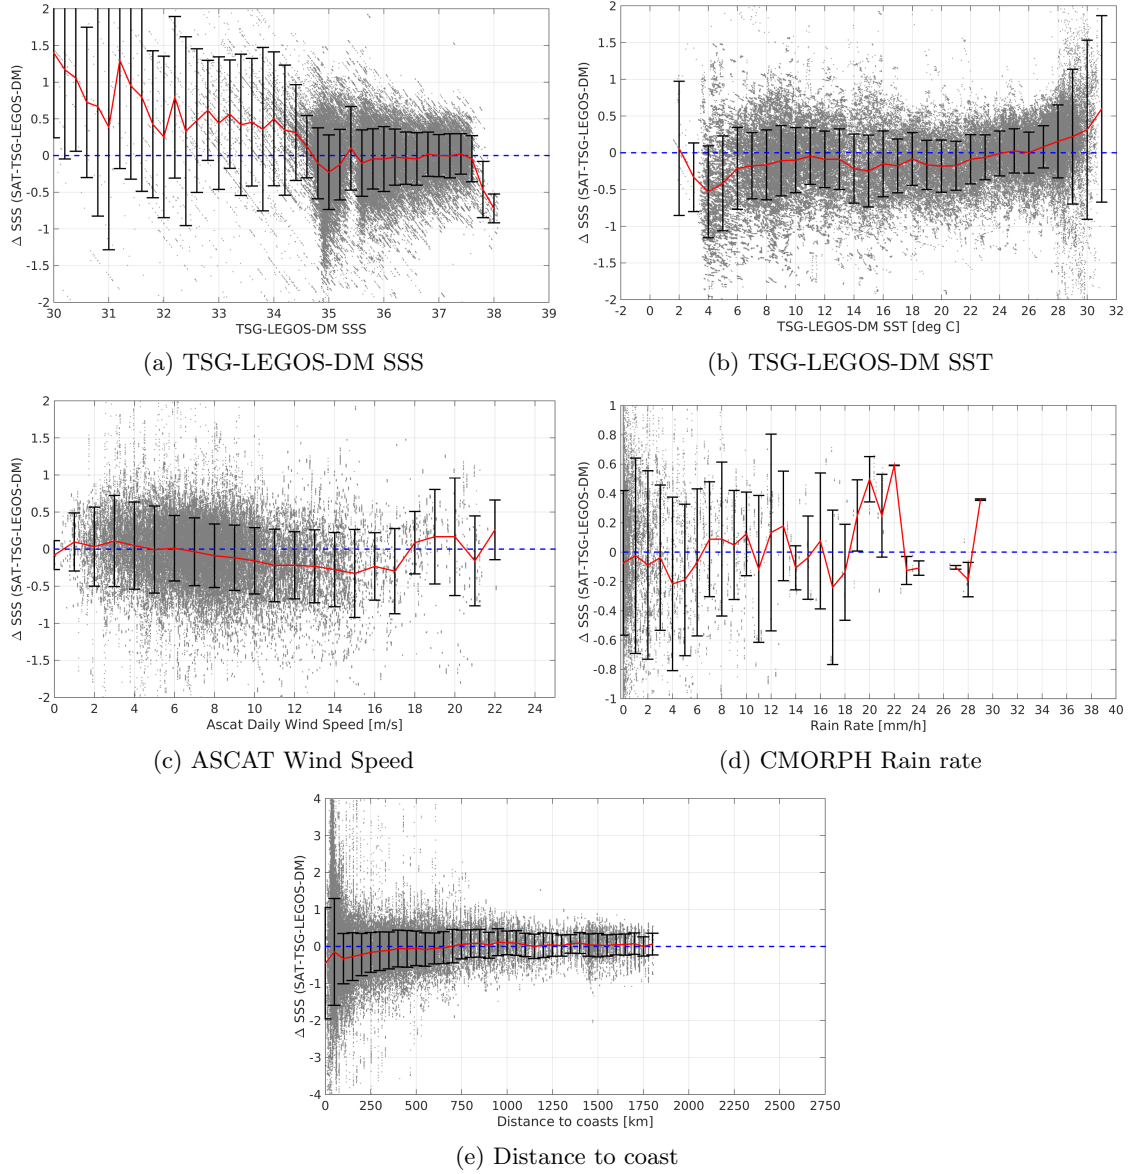 2
1.5
1
0.5
0
-0.5
-1
-1.5
-2
Δ SSS (SAT-TSG-LEGOS-DM)
30 31 32 33 34 35 36 37 38 39
TSG-LEGOS-DM SSS
(a) TSG-LEGOS-DM SSS
2
1.5
1
0.5
0
-0.5
-1
-1.5
-2
Δ SSS (SAT-TSG-LEGOS-DM)
-2 0 2 4 6 8 10 12 14 16 18 20 22 24 26 28 30 32
TSG-LEGOS-DM SST [deg C]
(b) TSG-LEGOS-DM SST
2
1.5
1
0.5
0
-0.5
-1
-1.5
-2
Δ SSS (SAT-TSG-LEGOS-DM)
0 2 4 6 8 10 12 14 16 18 20 22 24
Ascat Daily Wind Speed [m/s]
(c) ASCAT Wind Speed
1
0.8
0.6
0.4
0.2
0
-0.2
-0.4
-0.6
-0.8
-1
Δ SSS (SAT-TSG-LEGOS-DM)
0 2 4 6 8 10 12 14 16 18 20 22 24 26 28 30 32 34 36 38 40
Rain Rate [mm/h]
(d) CMORPH Rain rate
4
3
2
1
0
-1
-2
-3
-4
Δ SSS (SAT-TSG-LEGOS-DM)
0 250 500 750 1000 1250 1500 1750 2000 2250 2500 2750
Distance to coasts [km]
(e) Distance to coast